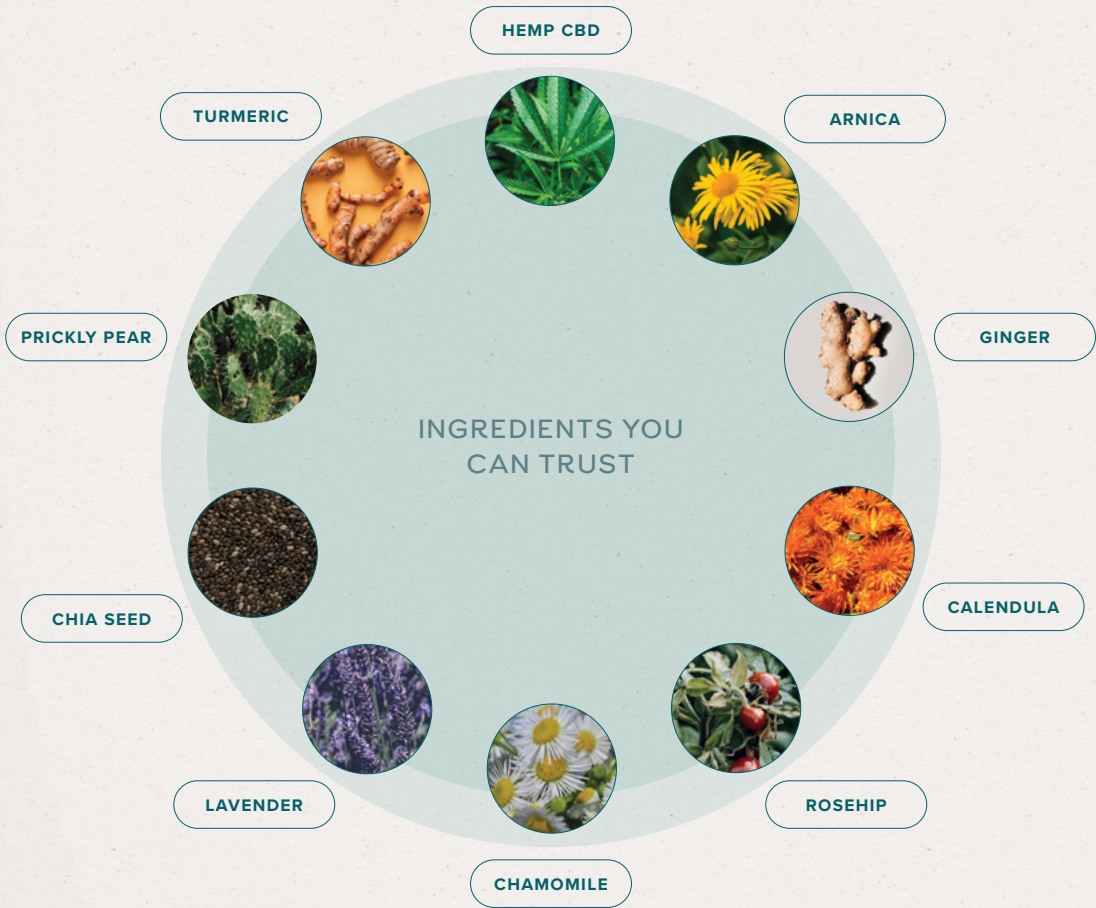 HEMP CBD
TURMERIC
ARNICA
PRICKLY PEAR
GINGER
INGREDIENTS YOU
CAN TRUST
CHIA SEED
CALENDULA
LAVENDER
ROSEHIP
CHAMOMILE